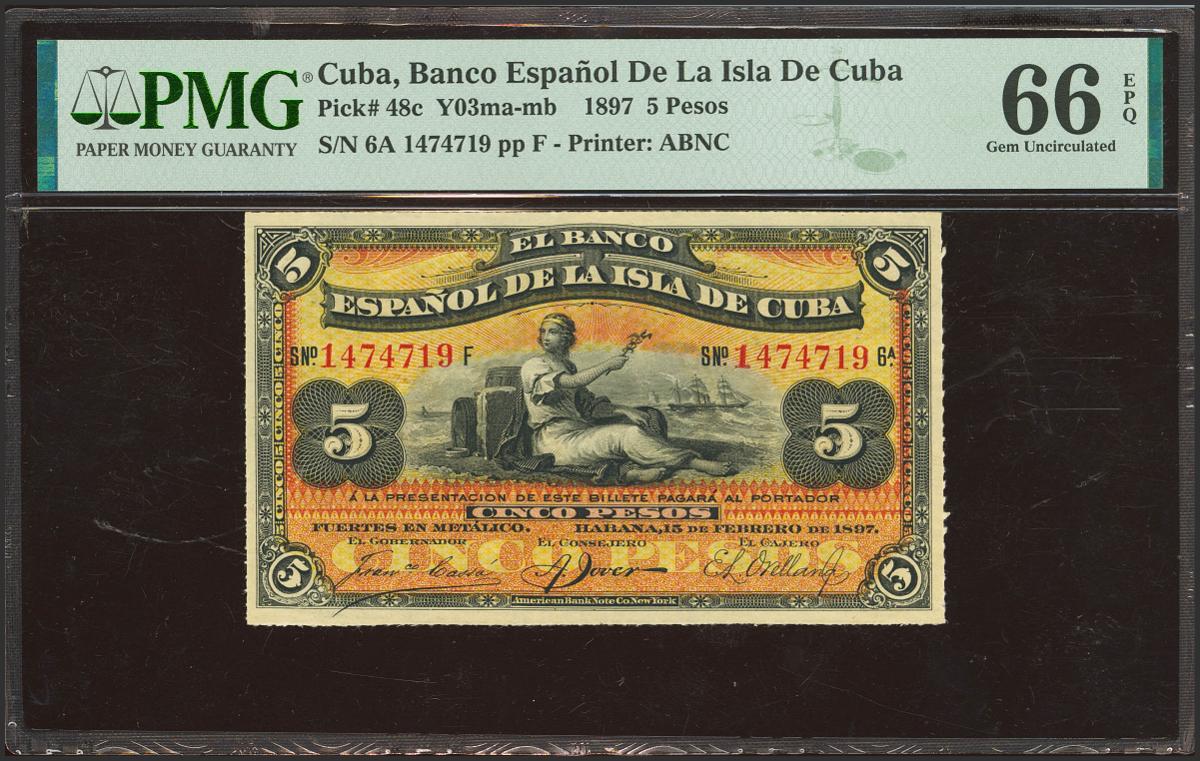 PMG®
PAPER MONEY GUARANTY
Cuba, Banco Español De La Isla De Cuba
Pick# 48c Y03ma-mb 1897 5 Pesos
S/N 6A 1474719 pp F - Printer: ABNC
66 EPQ
Gem Uncirculated
5 5
EL BANCO
ESPAÑOL DE LA ISLA DE CUBA
SNº 1474719 F SNº 1474719 6ᴬ
5 5
Á LA PRESENTACION DE ESTE BILLETE PAGARÁ AL PORTADOR
CINCO PESOS
FUERTES EN METÁLICO. HABANA, 15 DE FEBRERO DE 1897.
EL GOBERNADOR EL CONSEJERO EL CAJERO
5 5
American Bank Note Co. New York